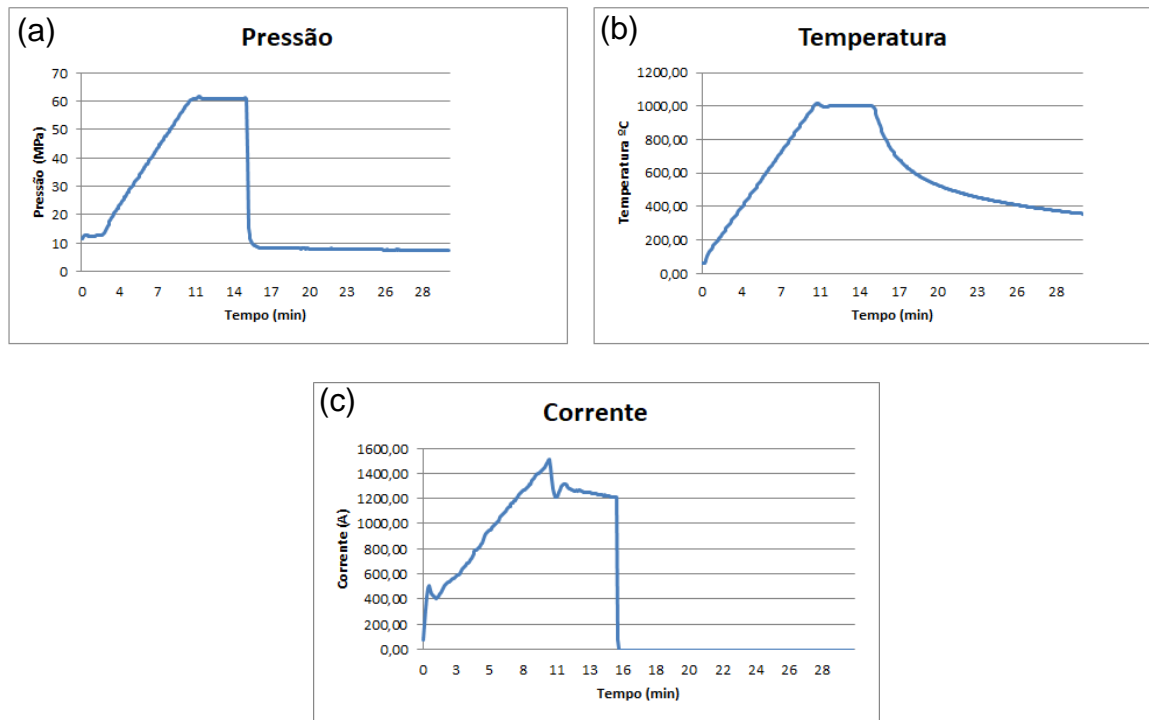 (a)
Pressão
Pressão (MPa)
70
60
50
40
30
20
10
0
0 4 7 11 14 17 20 23 26 28
Tempo (min)
(b)
Temperatura
Temperatura ºC
1200,00
1000,00
800,00
600,00
400,00
200,00
0,00
0 4 7 11 14 17 20 23 26 28
Tempo (min)
(c)
Corrente
Corrente (A)
1600,00
1400,00
1200,00
1000,00
800,00
600,00
400,00
200,00
0,00
0 3 5 8 11 13 16 18 20 22 24 26 28
Tempo (min)